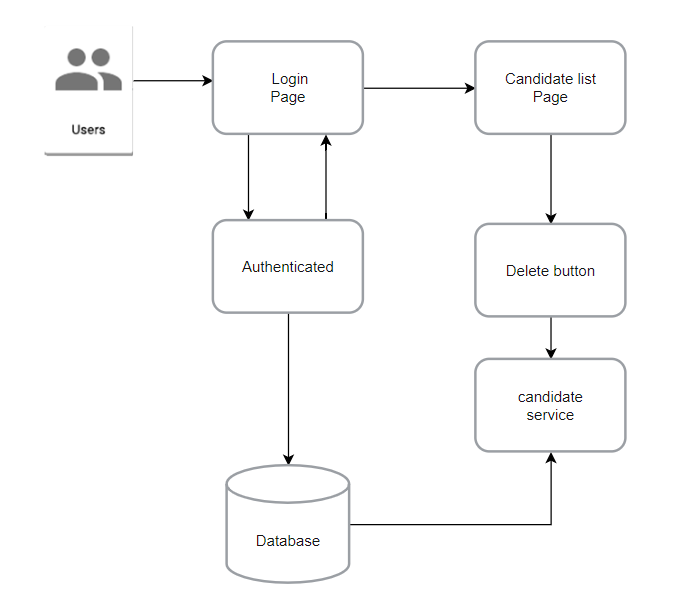 Users
Login
Page
Candidate list
Page
Authenticated
Delete button
candidate
service
Database